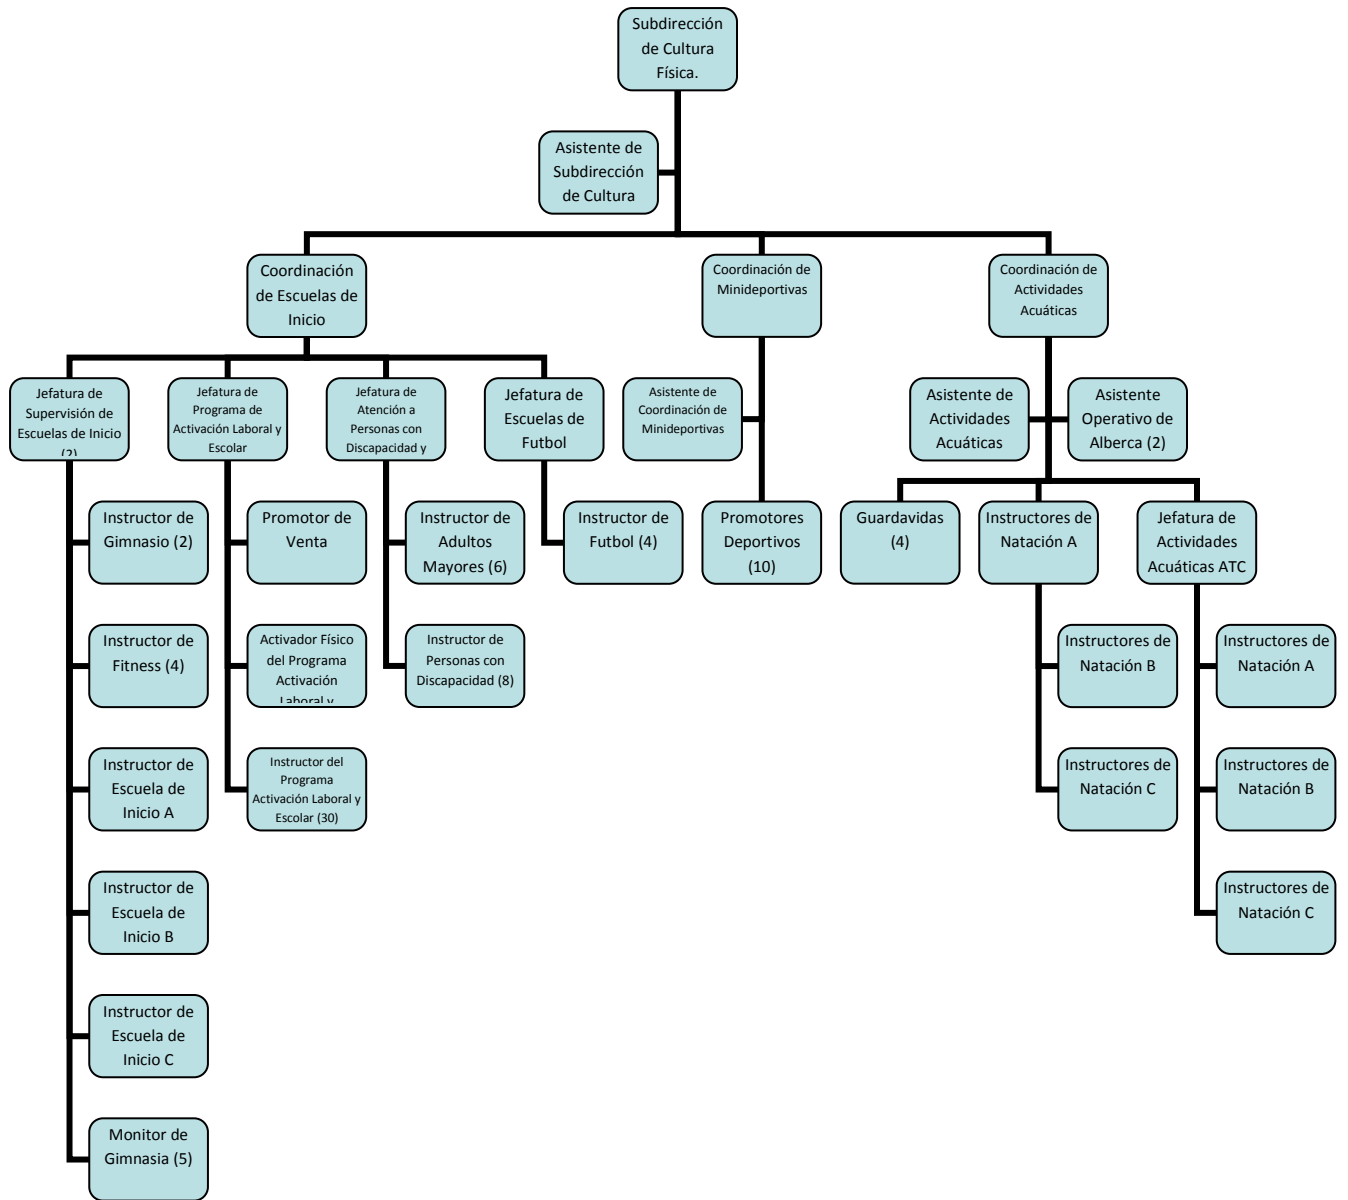 Subdirección
de Cultura
Física.
Asistente de
Subdirección
de Cultura
Coordinación
de Escuelas de
Inicio
Coordinación de
Minideportivas
Coordinación de
Actividades
Acuáticas
Jefatura de
Supervisión de
Escuelas de Inicio
(2)
Jefatura de
Programa de
Activación Laboral y
Escolar
Jefatura de
Atención a
Personas con
Discapacidad y
Jefatura de
Escuelas de
Futbol
Asistente de
Coordinación de
Minideportivas
Asistente de
Actividades
Acuáticas
Asistente
Operativo de
Alberca (2)
Instructor de
Gimnasio (2)
Promotor de
Venta
Instructor de
Adultos
Mayores (6)
Instructor de
Futbol (4)
Promotores
Deportivos
(10)
Guardavidas
(4)
Instructores de
Natación A
Jefatura de
Actividades
Acuáticas ATC
Instructor de
Fitness (4)
Activador Físico
del Programa
Activación
Laboral y
Instructor de
Personas con
Discapacidad (8)
Instructores de
Natación B
Instructores de
Natación A
Instructor de
Escuela de
Inicio A
Instructor del
Programa
Activación Laboral y
Escolar (30)
Instructores de
Natación C
Instructores de
Natación B
Instructor de
Escuela de
Inicio B
Instructores de
Natación C
Instructor de
Escuela de
Inicio C
Monitor de
Gimnasia (5)